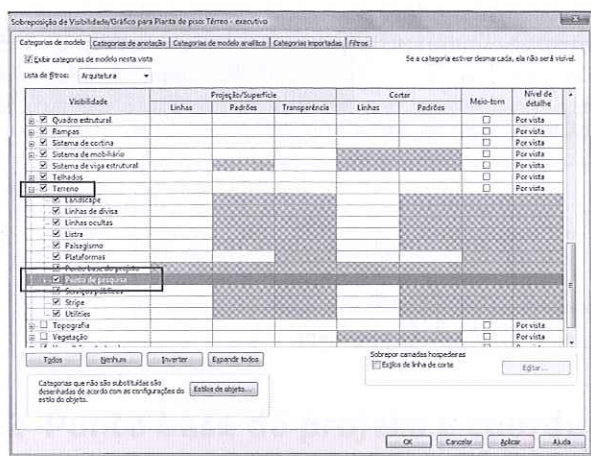 Sobreposição de Visibilidade/Gráfico para Planta de piso: Térreo - executivo
Categorias de modelo Categorias de anotação Categorias de modelo analítico Categorias importadas Filtros
Exibir categorias de modelo nesta vista Se a categoria estiver desmarcada, ela não será visível.
Lista de filtros: Arquitetura
Visibilidade Projeção/Superfície Cortar Meio-tom Nível de detalhe
Linhas Padrões Transparência Linhas Padrões
Quadro estrutural Por vista
Rampas Por vista
Sistema de cortina Por vista
Sistema de mobiliário Por vista
Sistema de viga estrutural Por vista
Telhados Por vista
Terreno Por vista
Landscape
Linhas de divisa
Linhas ocultas
Listra
Paisagismo
Plataformas
Ponto base do projeto
Ponto de pesquisa
Serviços públicos
Stripe
Utilities
Topografia Por vista
Vegetação Por vista
Todos Nenhum Inverter Expandir todos
Sobrepor camadas hospedeiras
Estilos de linha de corte Editar...
Categorias que não são substituídas são
desenhadas de acordo com as configurações do
estilo do objeto.
Estilos de objeto...
OK Cancelar Aplicar Ajuda